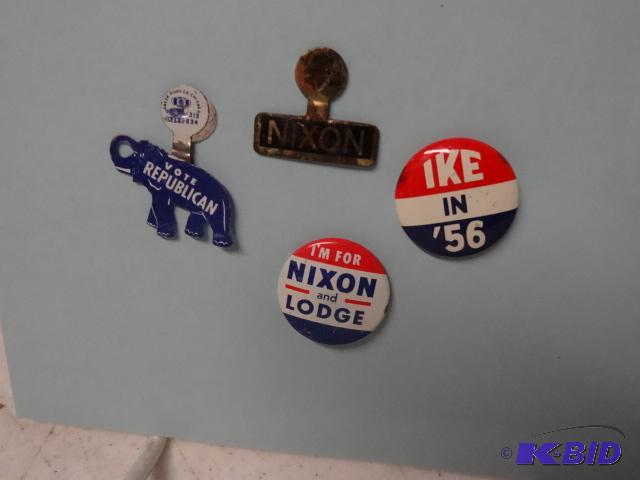 VOTE
REPUBLICAN
NIXON
IKE
IN
'56
I'M FOR
NIXON
and
LODGE
© K-BID